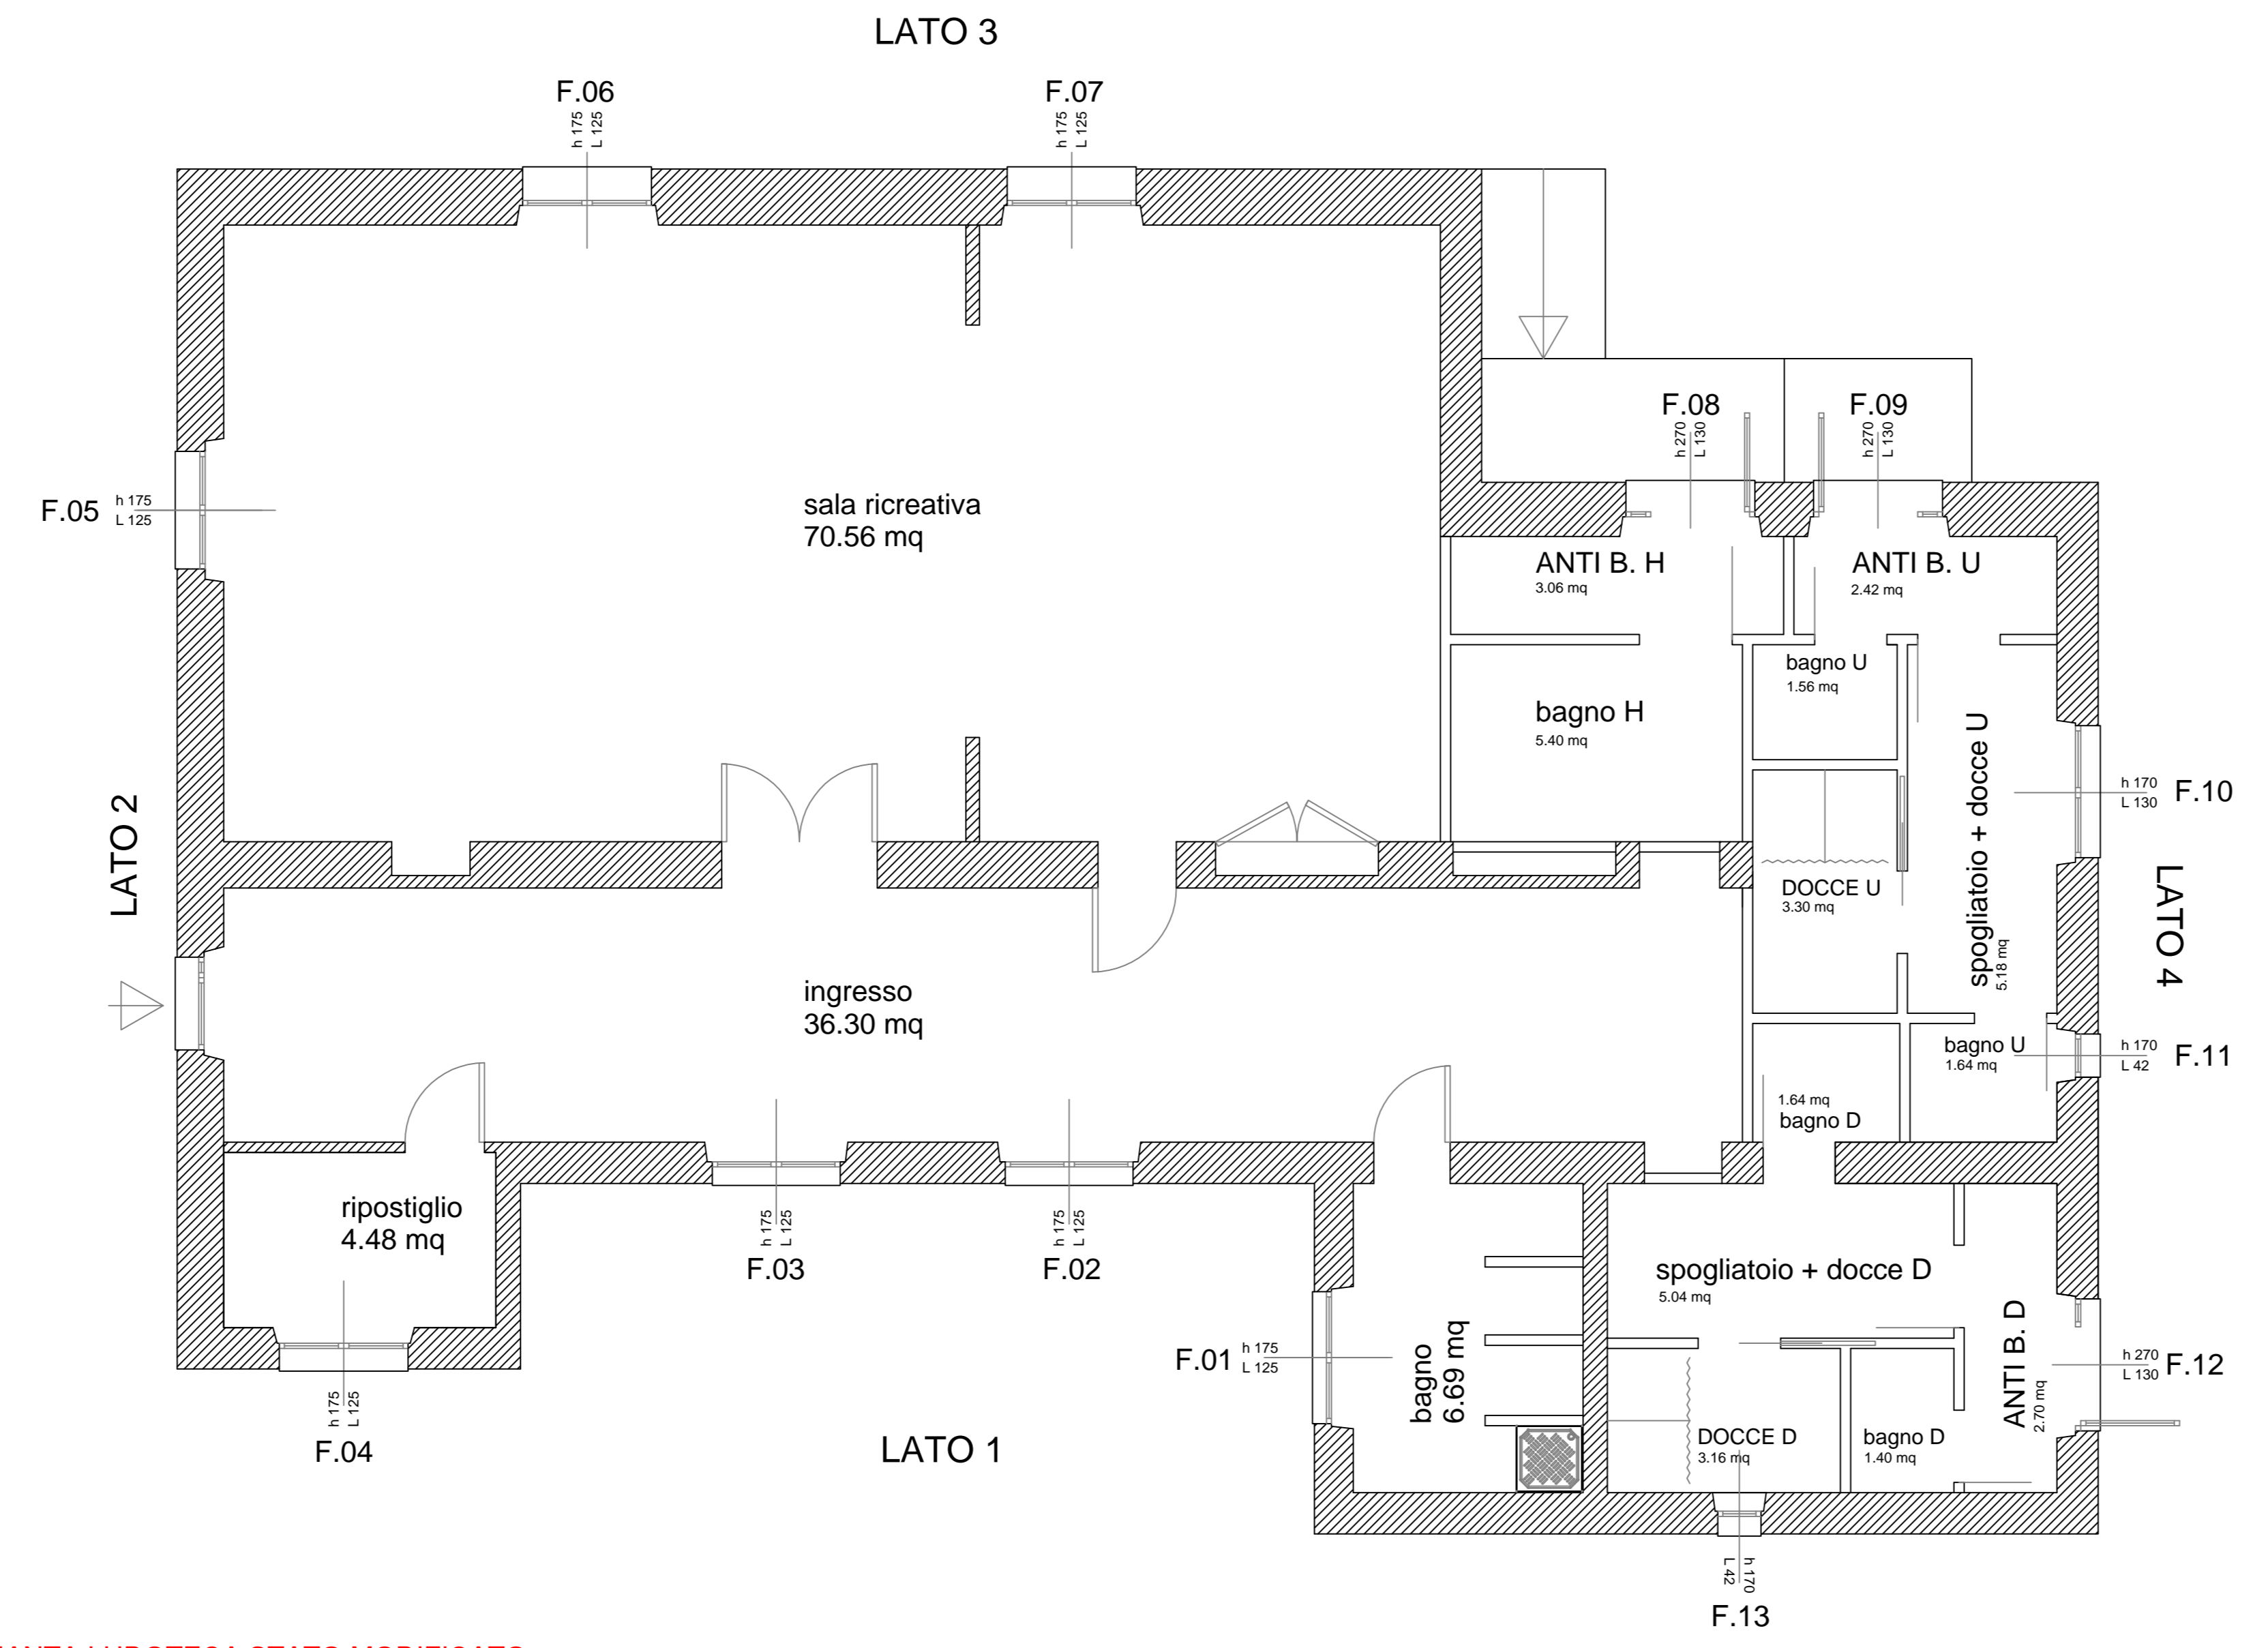 LATO 3
F.06
h 175
L 125
F.07
h 175
L 125
F.08
h 270
L 130
F.09
h 270
L 130
F.05
h 175
L 125
sala ricreativa
70.56 mq
ANTI B. H
3.06 mq
ANTI B. U
2.42 mq
bagno U
1.56 mq
bagno H
5.40 mq
spogliatoio + docce U
5.18 mq
h 170
L 130
F.10
LATO 2
DOCCE U
3.30 mq
LATO 4
ingresso
36.30 mq
bagno U
1.64 mq
h 170
L 42
F.11
1.64 mq
bagno D
ripostiglio
4.48 mq
h 175
L 125
F.03
h 175
L 125
F.02
spogliatoio + docce D
5.04 mq
F.01
h 175
L 125
bagno
6.69 mq
ANTI B. D
2.70 mq
h 270
L 130
F.12
h 175
L 125
F.04
LATO 1
DOCCE D
3.16 mq
bagno D
1.40 mq
h 170
L 42
F.13
LUDOTECA STATO MODIFICATO